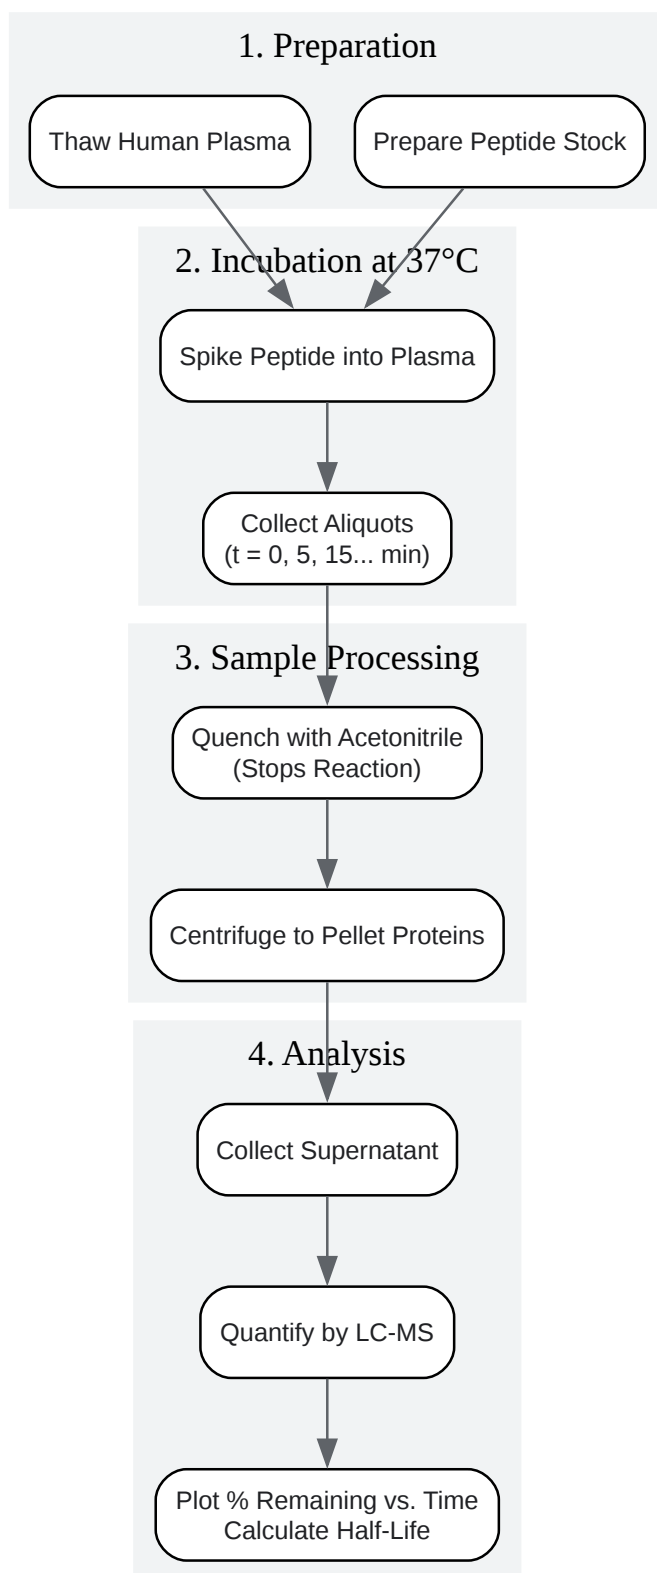 1. Preparation
Thaw Human Plasma
Prepare Peptide Stock
2. Incubation at 37°C
Spike Peptide into Plasma
Collect Aliquots
(t = 0, 5, 15... min)
3. Sample Processing
Quench with Acetonitrile
(Stops Reaction)
Centrifuge to Pellet Proteins
4. Analysis
Collect Supernatant
Quantify by LC-MS
Plot % Remaining vs. Time
Calculate Half-Life